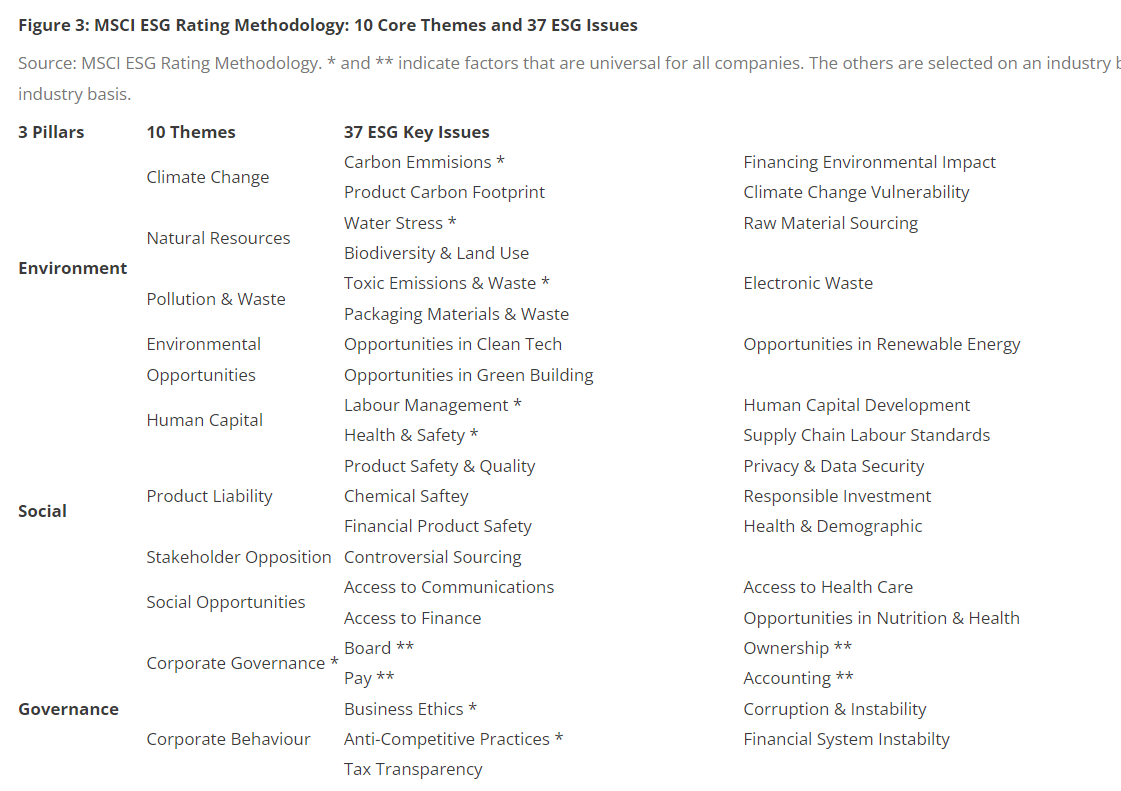 Figure 3: MSCI ESG Rating Methodology: 10 Core Themes and 37 ESG Issues
Source: MSCI ESG Rating Methodology. * and ** indicate factors that are universal for all companies. The others are selected on an industry b
industry basis.
3 Pillars 10 Themes 37 ESG Key Issues
Climate Change
Carbon Emmisions * Financing Environmental Impact
Product Carbon Footprint Climate Change Vulnerability
Natural Resources
Water Stress * Raw Material Sourcing
Biodiversity & Land Use
Environment
Pollution & Waste
Toxic Emissions & Waste * Electronic Waste
Packaging Materials & Waste
Environmental Opportunities in Clean Tech Opportunities in Renewable Energy
Opportunities Opportunities in Green Building
Human Capital
Labour Management * Human Capital Development
Health & Safety * Supply Chain Labour Standards
Product Safety & Quality Privacy & Data Security
Product Liability Chemical Saftey Responsible Investment
Social
Financial Product Safety Health & Demographic
Stakeholder Opposition Controversial Sourcing
Social Opportunities
Access to Communications Access to Health Care
Access to Finance Opportunities in Nutrition & Health
Corporate Governance *
Board ** Ownership **
Pay ** Accounting **
Governance Business Ethics * Corruption & Instability
Corporate Behaviour Anti-Competitive Practices * Financial System Instabilty
Tax Transparency